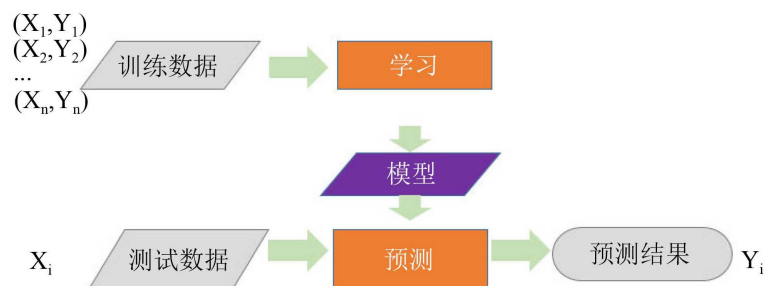 (X₁,Y₁)
(X₂,Y₂)
...
(Xₙ,Yₙ)
训练数据
学习
模型
Xᵢ
测试数据
预测
预测结果
Yᵢ